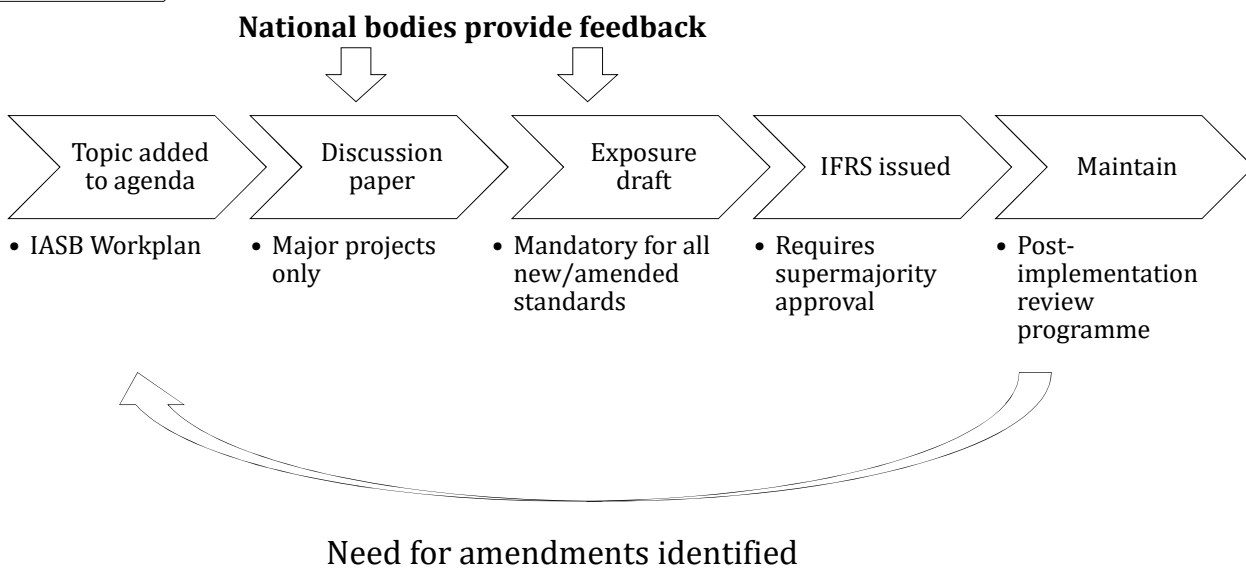 National bodies provide feedback
Topic added
to agenda
• IASB Workplan
Discussion
paper
• Major projects
only
Exposure
draft
• Mandatory for all
new/amended
standards
IFRS issued
• Requires
supermajority
approval
Maintain
• Post-
implementation
review
programme
Need for amendments identified